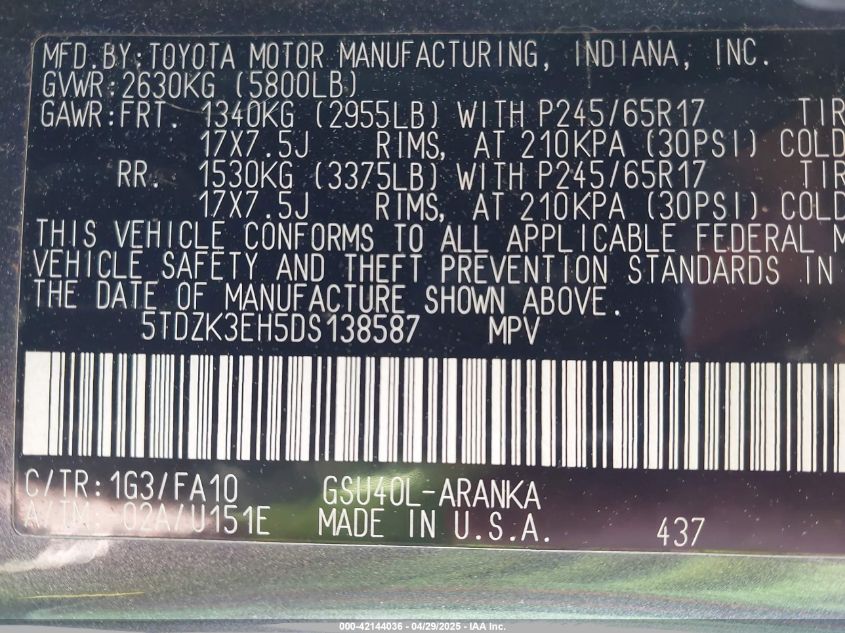 MFD.BY:TOYOTA MOTOR MANUFACTURING, INDIANA, INC.
GVWR:2630KG (5800LB)
GAWR:FRT. 1340KG (2955LB) WITH P245/65R17 TIR
17X7.5J RIMS, AT 210KPA (30PSI) COLD
RR. 1530KG (3375LB) WITH P245/65R17 TIR
17X7.5J RIMS, AT 210KPA (30PSI) COLD
THIS VEHICLE CONFORMS TO ALL APPLICABLE FEDERAL M
VEHICLE SAFETY AND THEFT PREVENTION STANDARDS IN
THE DATE OF MANUFACTURE SHOWN ABOVE.
5TDZK3EH5DS138587 MPV
C/TR:1G3/FA10 GSU40L-ARANKA
A/TM:02A/U151E MADE IN U.S.A. 437
000-42144036 - 04/29/2025 - IAA Inc.